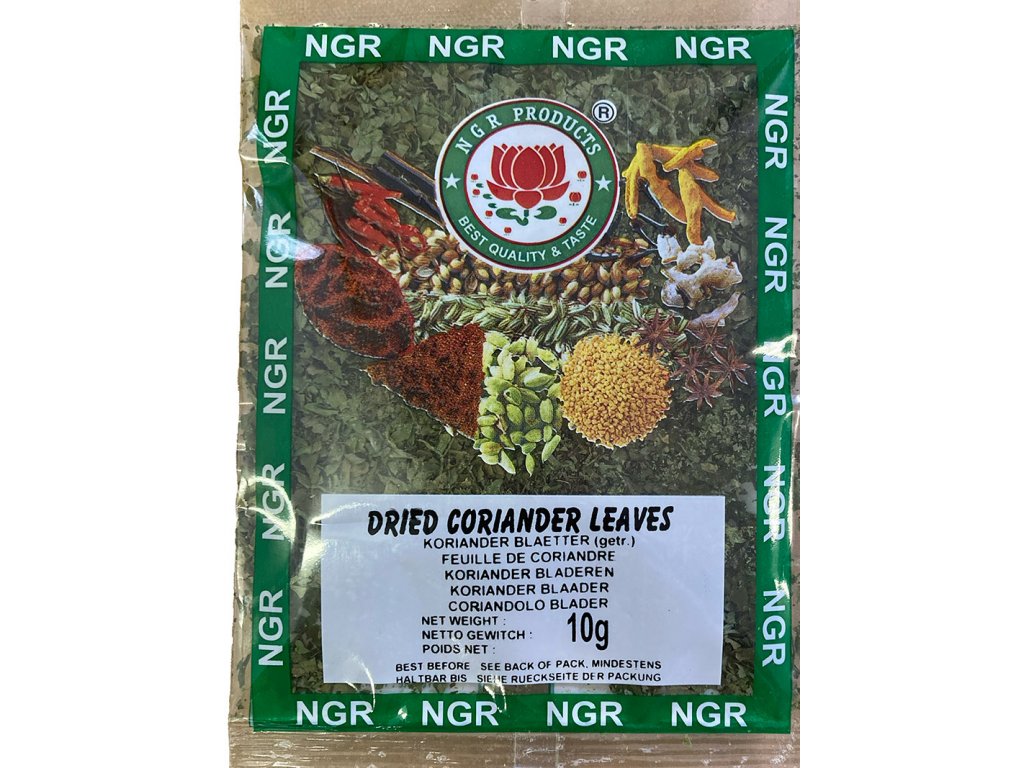 NGR NGR NGR NGR
NGR
NGR
NGR
NGR
NGR
NGR
NGR
NGR
NGR
NGR
NGR PRODUCTS
®
BEST QUALITY & TASTE
DRIED CORIANDER LEAVES
KORIANDER BLAETTER (getr.)
FEUILLE DE CORIANDRE
KORIANDER BLADEREN
KORIANDER BLAADER
CORIANDOLO BLADER
NET WEIGHT :
NETTO GEWITCH : 10g
POIDS NET :
BEST BEFORE SEE BACK OF PACK, MINDESTENS
HALTBAR BIS SIEHE RUECKSEITE DER PACKUNG
NGR NGR NGR NGR